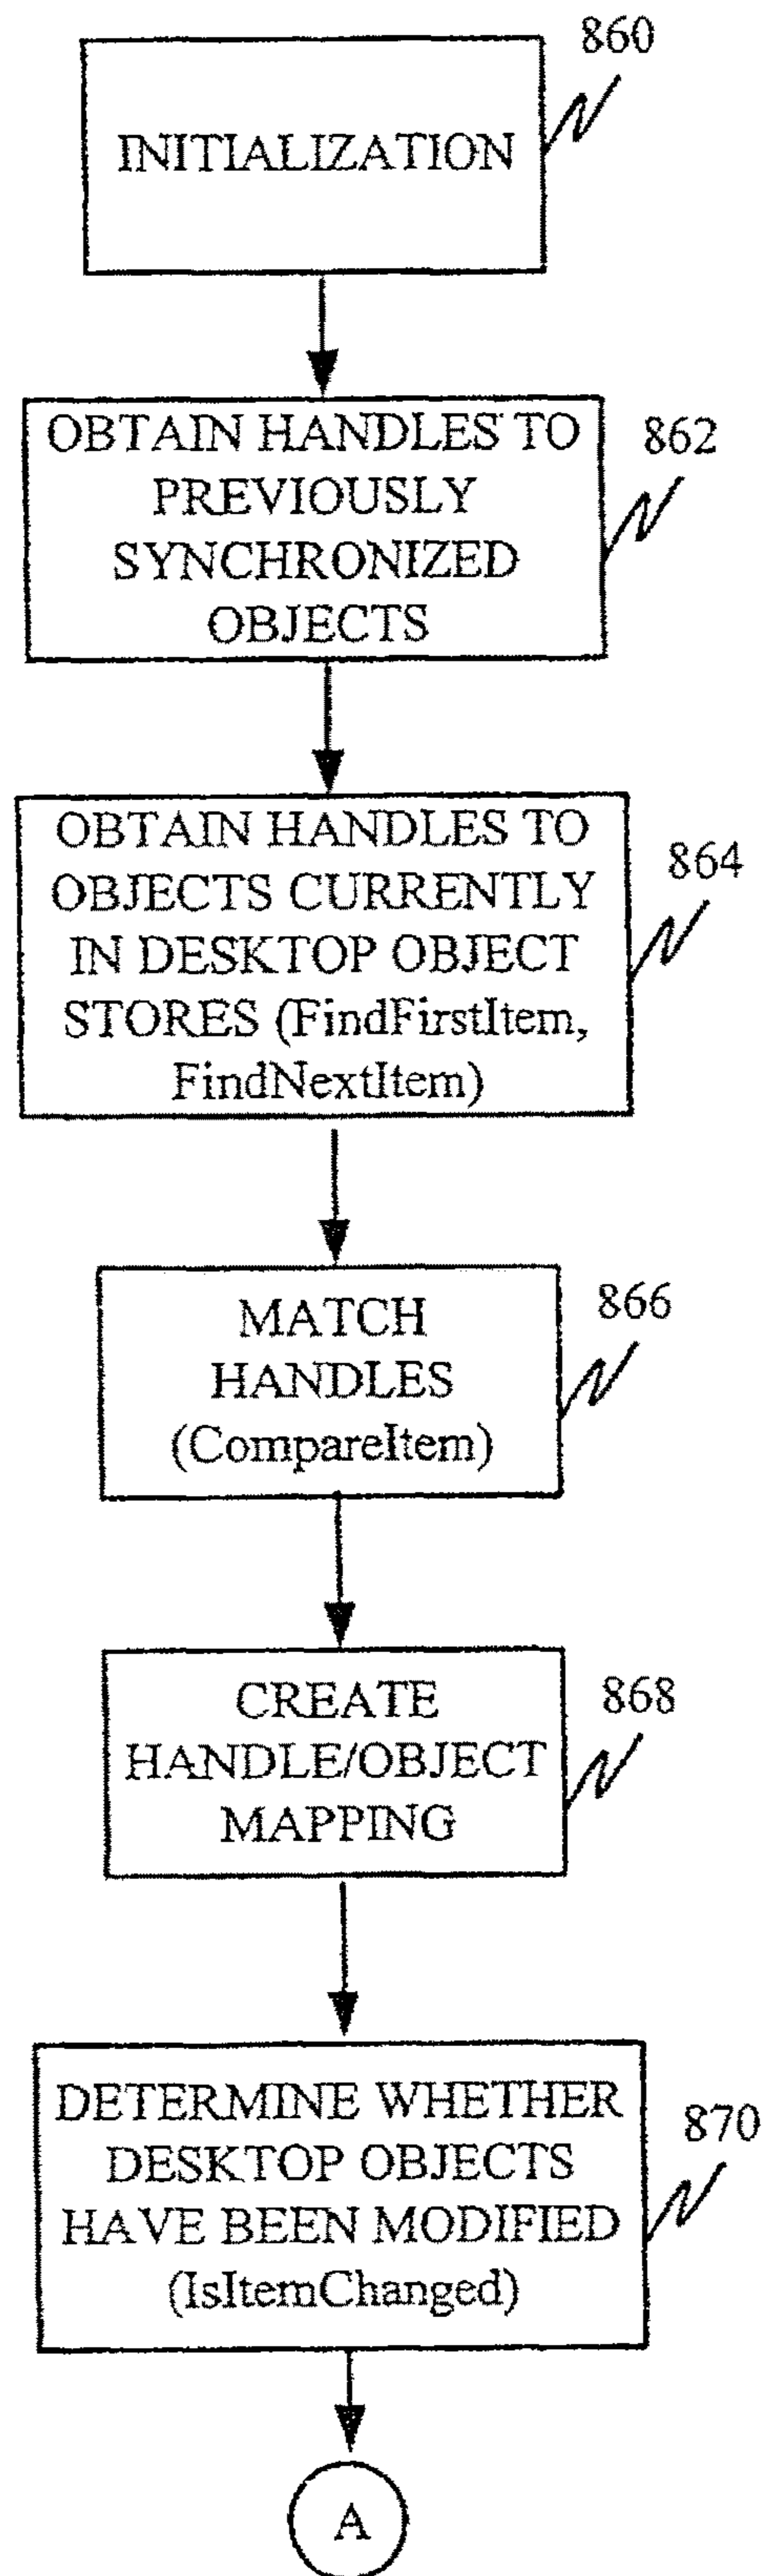 860
INITIALIZATION
OBTAIN HANDLES TO
PREVIOUSLY
SYNCHRONIZED
OBJECTS
862
OBTAIN HANDLES TO
OBJECTS CURRENTLY
IN DESKTOP OBJECT
STORES (FindFirstItem,
FindNextItem)
864
MATCH
HANDLES
(CompareItem)
866
CREATE
HANDLE/OBJECT
MAPPING
868
DETERMINE WHETHER
DESKTOP OBJECTS
HAVE BEEN MODIFIED
(IsItemChanged)
870
A